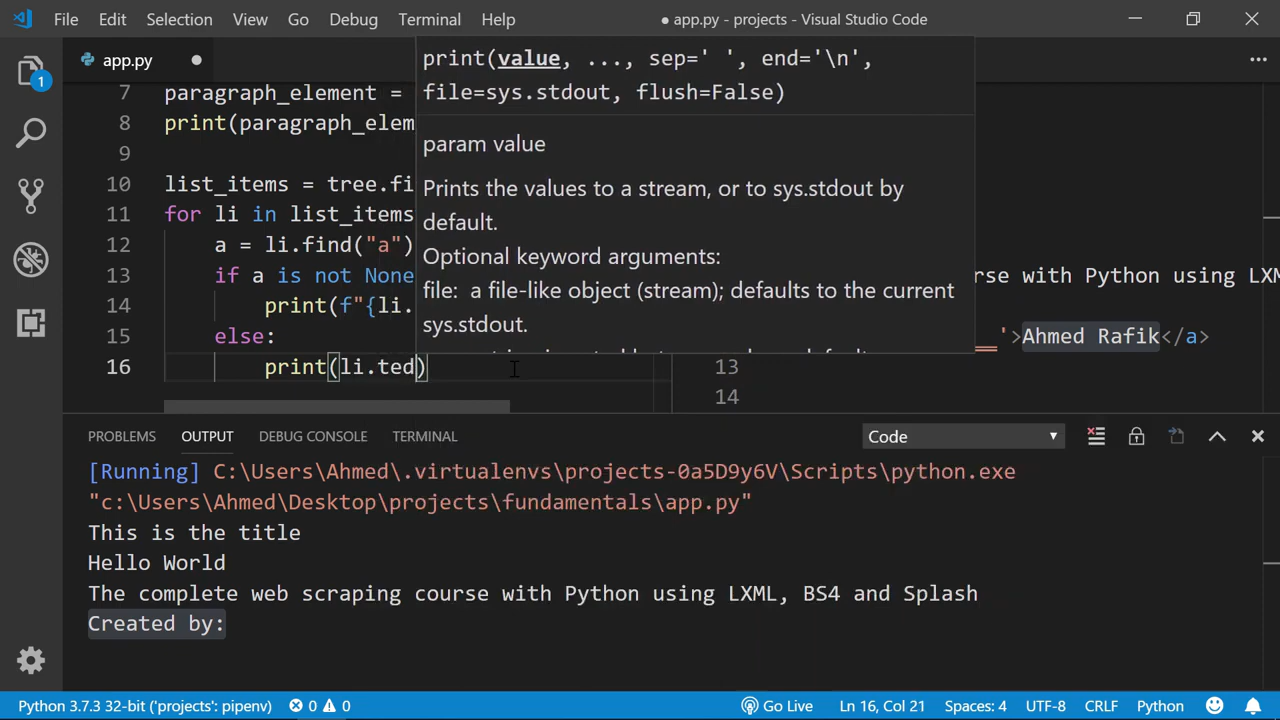 File Edit Selection View Go Debug Terminal Help ● app.py - projects - Visual Studio Code
1
app.py ●
print(value, ..., sep=' ', end='\n',
file=sys.stdout, flush=False)
param value
Prints the values to a stream, or to sys.stdout by
default.
Optional keyword arguments:
file: a file-like object (stream); defaults to the current
sys.stdout.
7 paragraph_element =
8 print(paragraph_elem
9
10 list_items = tree.fi
11 for li in list_items
12 a = li.find("a")
13 if a is not None
14 print(f"{li.
15 else:
16 print(li.ted)
rse with Python using LXM
'>Ahmed Rafik</a>
13
14
PROBLEMS OUTPUT DEBUG CONSOLE TERMINAL Code
[Running] C:\Users\Ahmed\.virtualenvs\projects-0a5D9y6V\Scripts\python.exe
"c:\Users\Ahmed\Desktop\projects\fundamentals\app.py"
This is the title
Hello World
The complete web scraping course with Python using LXML, BS4 and Splash
Created by:
Python 3.7.3 32-bit ('projects': pipenv) 0 0 Go Live Ln 16, Col 21 Spaces: 4 UTF-8 CRLF Python